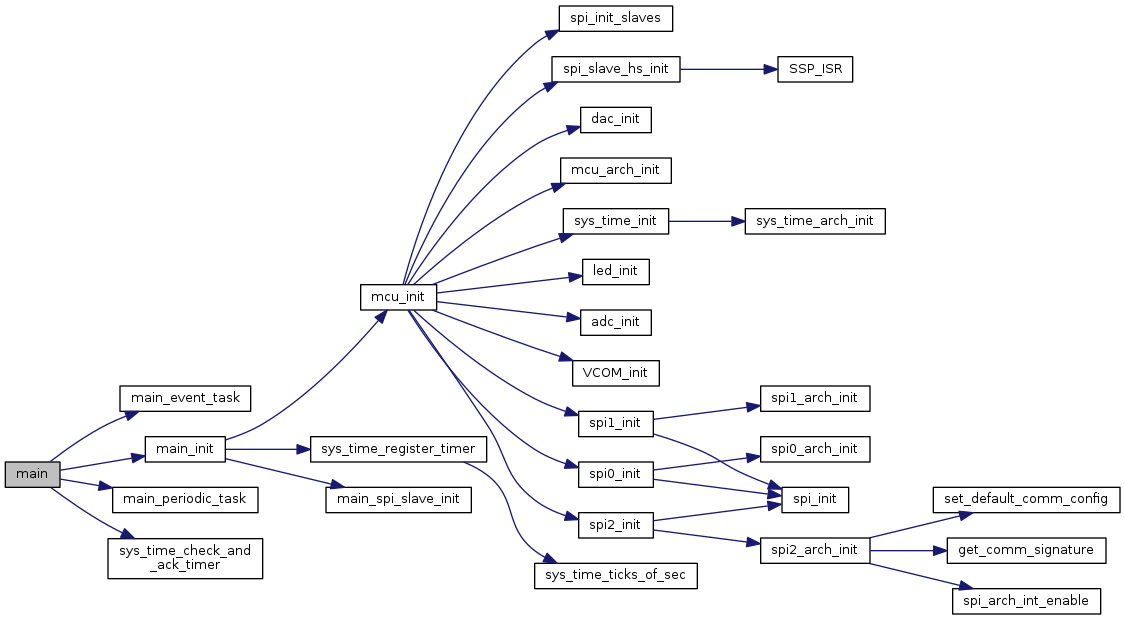 spi_init_slaves
spi_slave_hs_init
SSP_ISR
dac_init
mcu_arch_init
sys_time_init
sys_time_arch_init
led_init
mcu_init
adc_init
VCOM_init
main_event_task
spi1_arch_init
spi1_init
main_init
sys_time_register_timer
spi0_arch_init
main
spi0_init
main_periodic_task
main_spi_slave_init
spi_init
set_default_comm_config
spi2_init
sys_time_check_and
_ack_timer
spi2_arch_init
get_comm_signature
sys_time_ticks_of_sec
spi_arch_int_enable